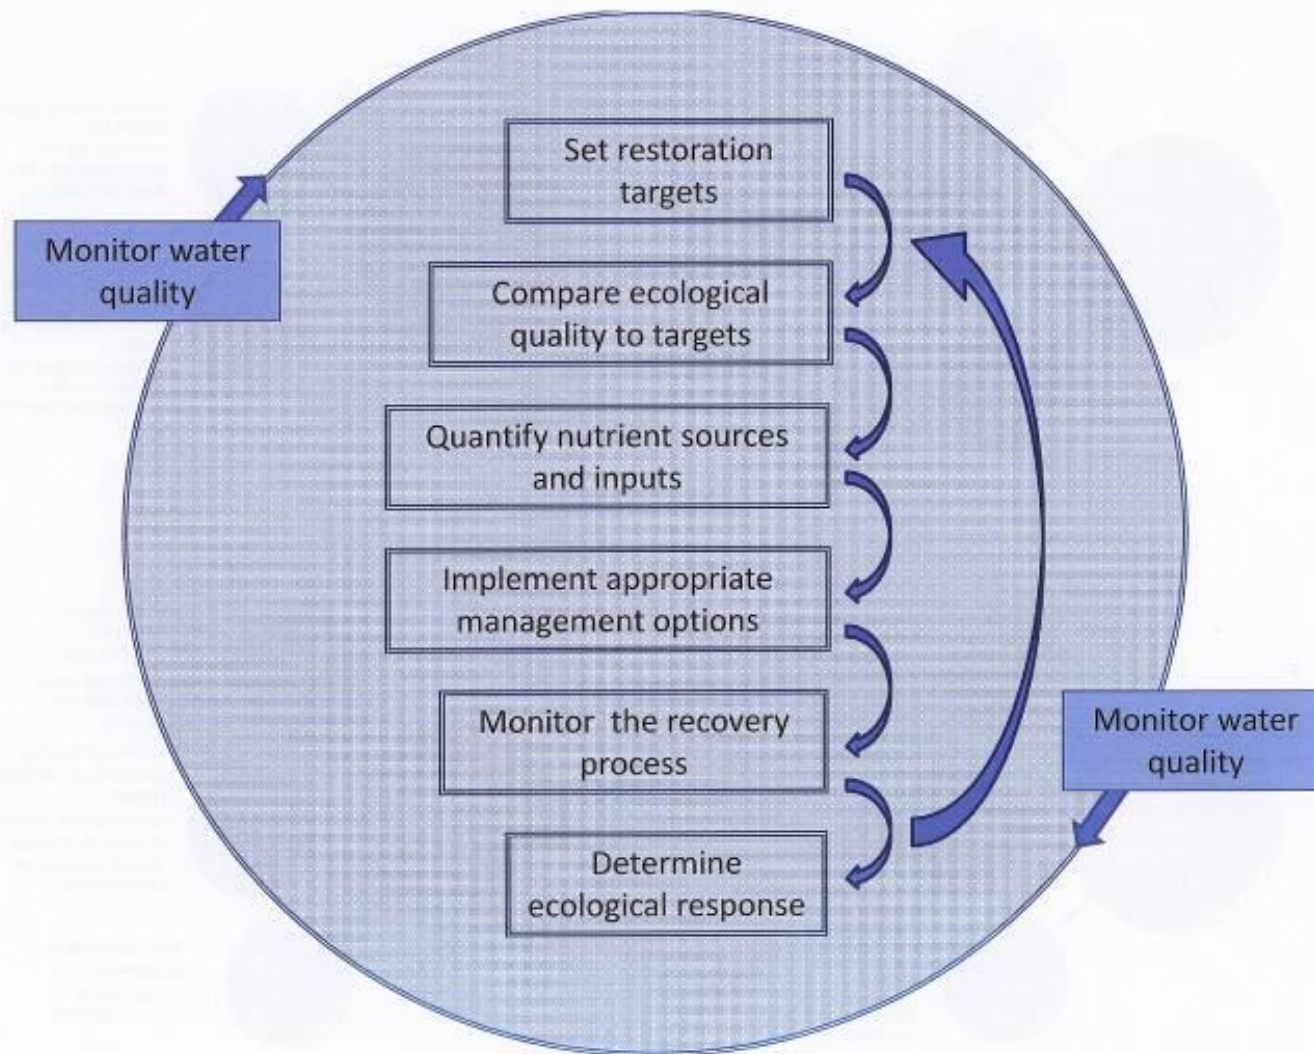 Set restoration
targets
Monitor water
quality
Compare ecological
quality to targets
Quantify nutrient sources
and inputs
Implement appropriate
management options
Monitor the recovery
process
Monitor water
quality
Determine
ecological response